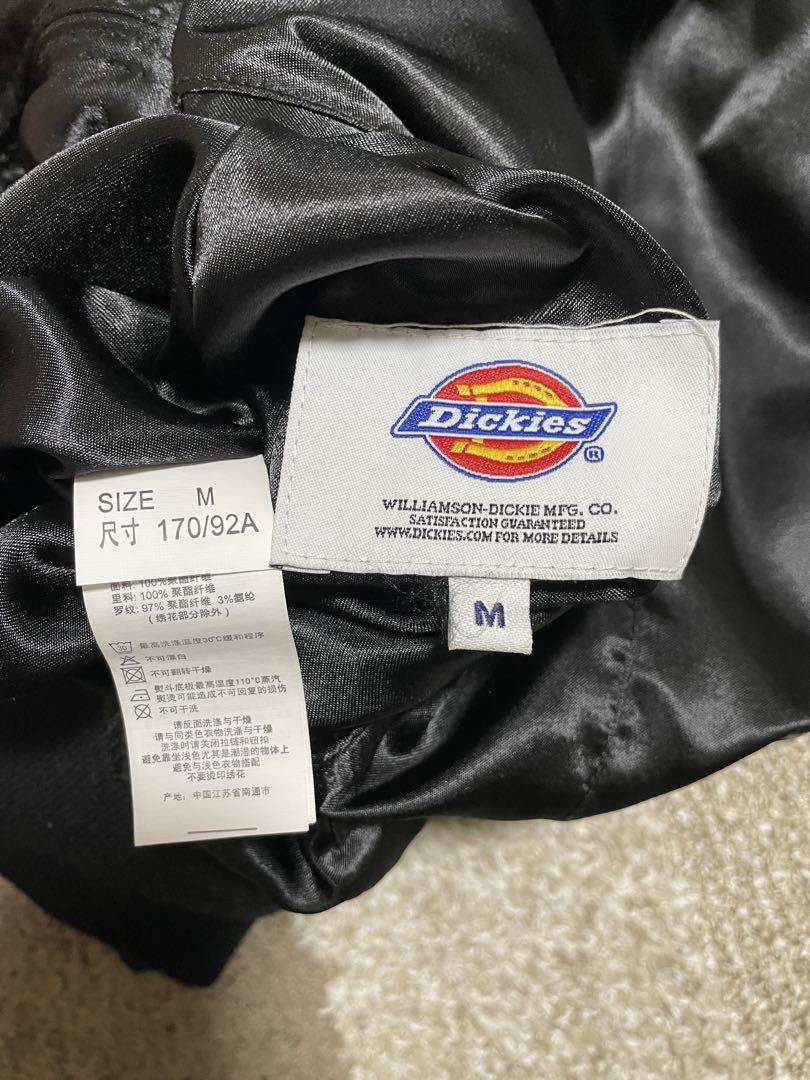 Dickies
®
WILLIAMSON-DICKIE MFG. CO.
SATISFACTION GUARANTEED
WWW.DICKIES.COM FOR MORE DETAILS
M
SIZE M
尺寸 170/92A
面料: 100%聚酯纤维
里料: 100% 聚酯纤维
罗纹: 97% 聚酯纤维 3%氨纶
(绣花部分除外)
30 最高洗涤温度30℃缓和程序
不可漂白
不可翻转干燥
熨斗底板最高温度110℃蒸汽
熨烫可能造成不可回复的损伤
不可干洗
请反面洗涤与干燥
请与同类色衣物洗涤与干燥
洗涤时请关闭拉链和钮扣
避免靠坐浅色尤其是潮湿的物体上
避免与浅色衣物搭配
不要烫印绣花
产地: 中国江苏省南通市